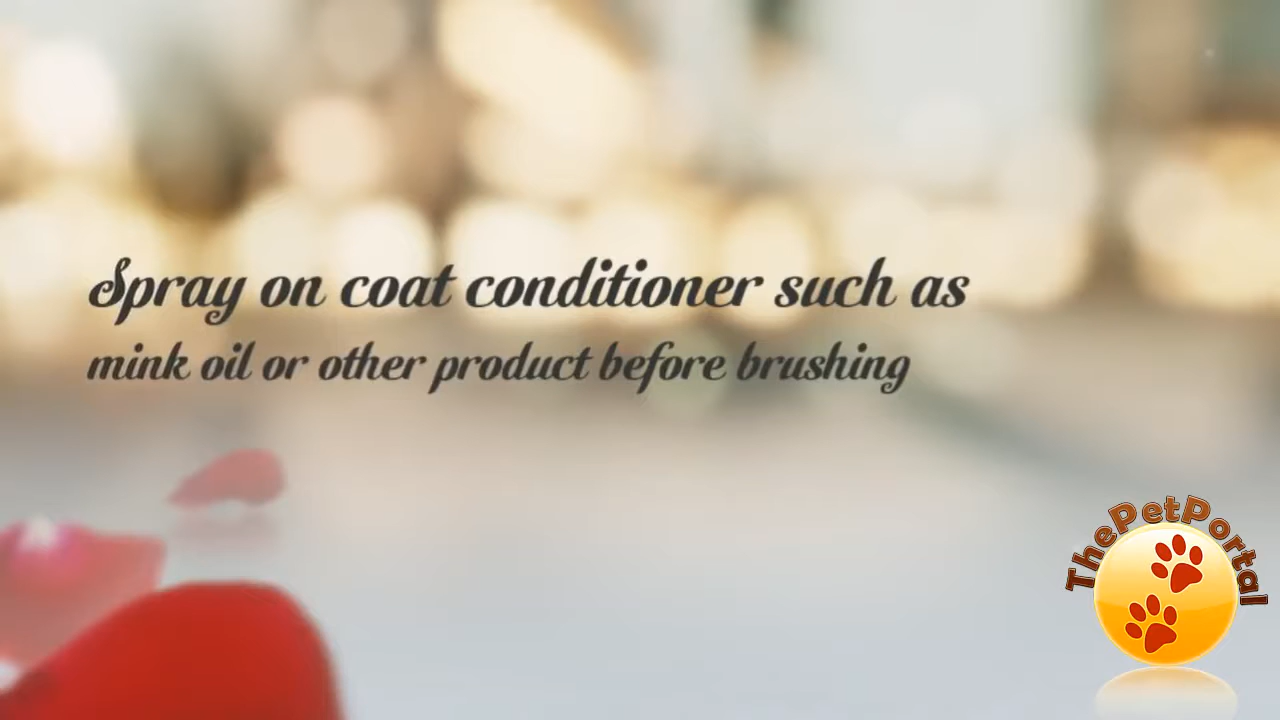 Spray on coat conditioner such as
mink oil or other product before brushing
ThePetPortal